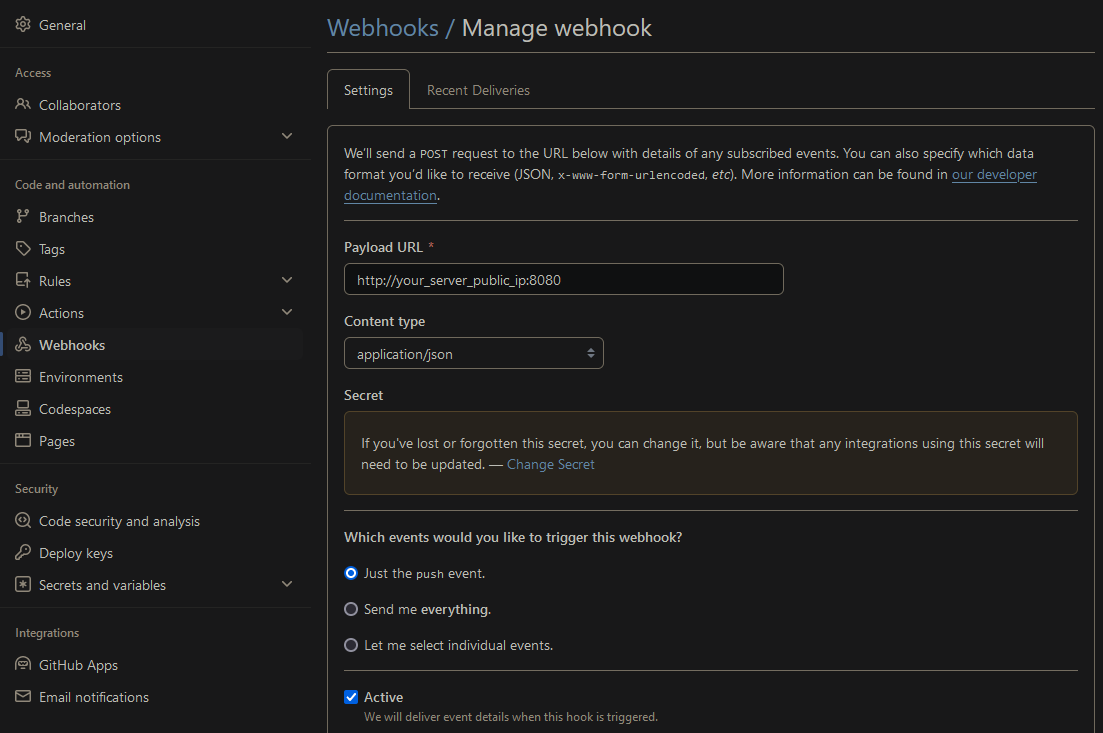 General
Access
Collaborators
Moderation options
Code and automation
Branches
Tags
Rules
Actions
Webhooks
Environments
Codespaces
Pages
Security
Code security and analysis
Deploy keys
Secrets and variables
Integrations
GitHub Apps
Email notifications
Webhooks / Manage webhook
Settings
Recent Deliveries
We'll send a POST request to the URL below with details of any subscribed events. You can also specify which data
format you'd like to receive (JSON, x-www-form-urlencoded, etc). More information can be found in our developer
documentation.
Payload URL *
http://your_server_public_ip:8080
Content type
application/json
Secret
If you've lost or forgotten this secret, you can change it, but be aware that any integrations using this secret will
need to be updated. — Change Secret
Which events would you like to trigger this webhook?
Just the push event.
Send me everything.
Let me select individual events.
Active
We will deliver event details when this hook is triggered.